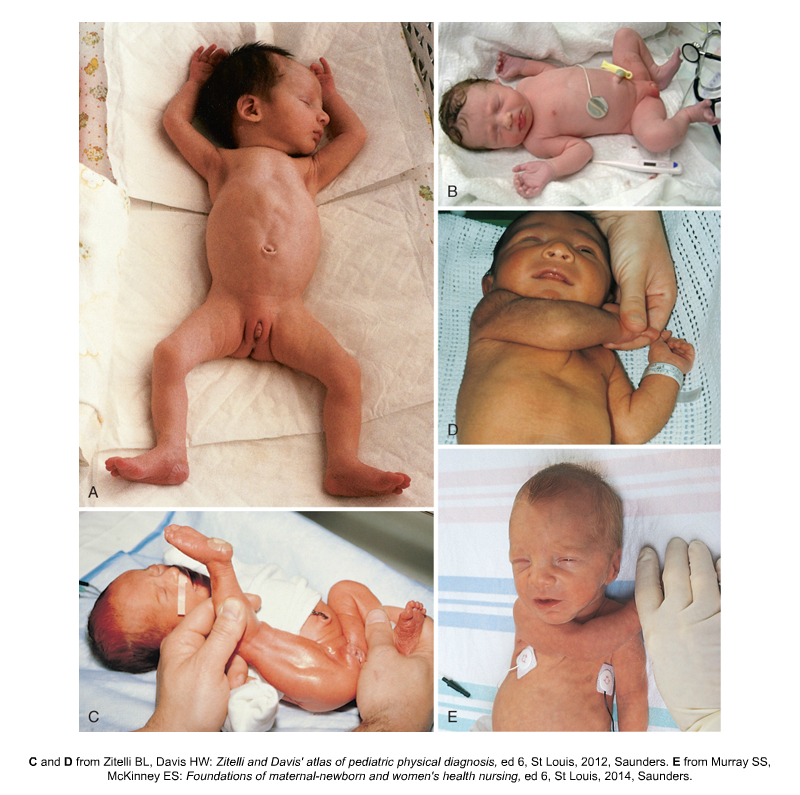 A
B
D
C
E
C and D from Zitelli BL, Davis HW: Zitelli and Davis' atlas of pediatric physical diagnosis, ed 6, St Louis, 2012, Saunders. E from Murray SS,
McKinney ES: Foundations of maternal-newborn and women's health nursing, ed 6, St Louis, 2014, Saunders.